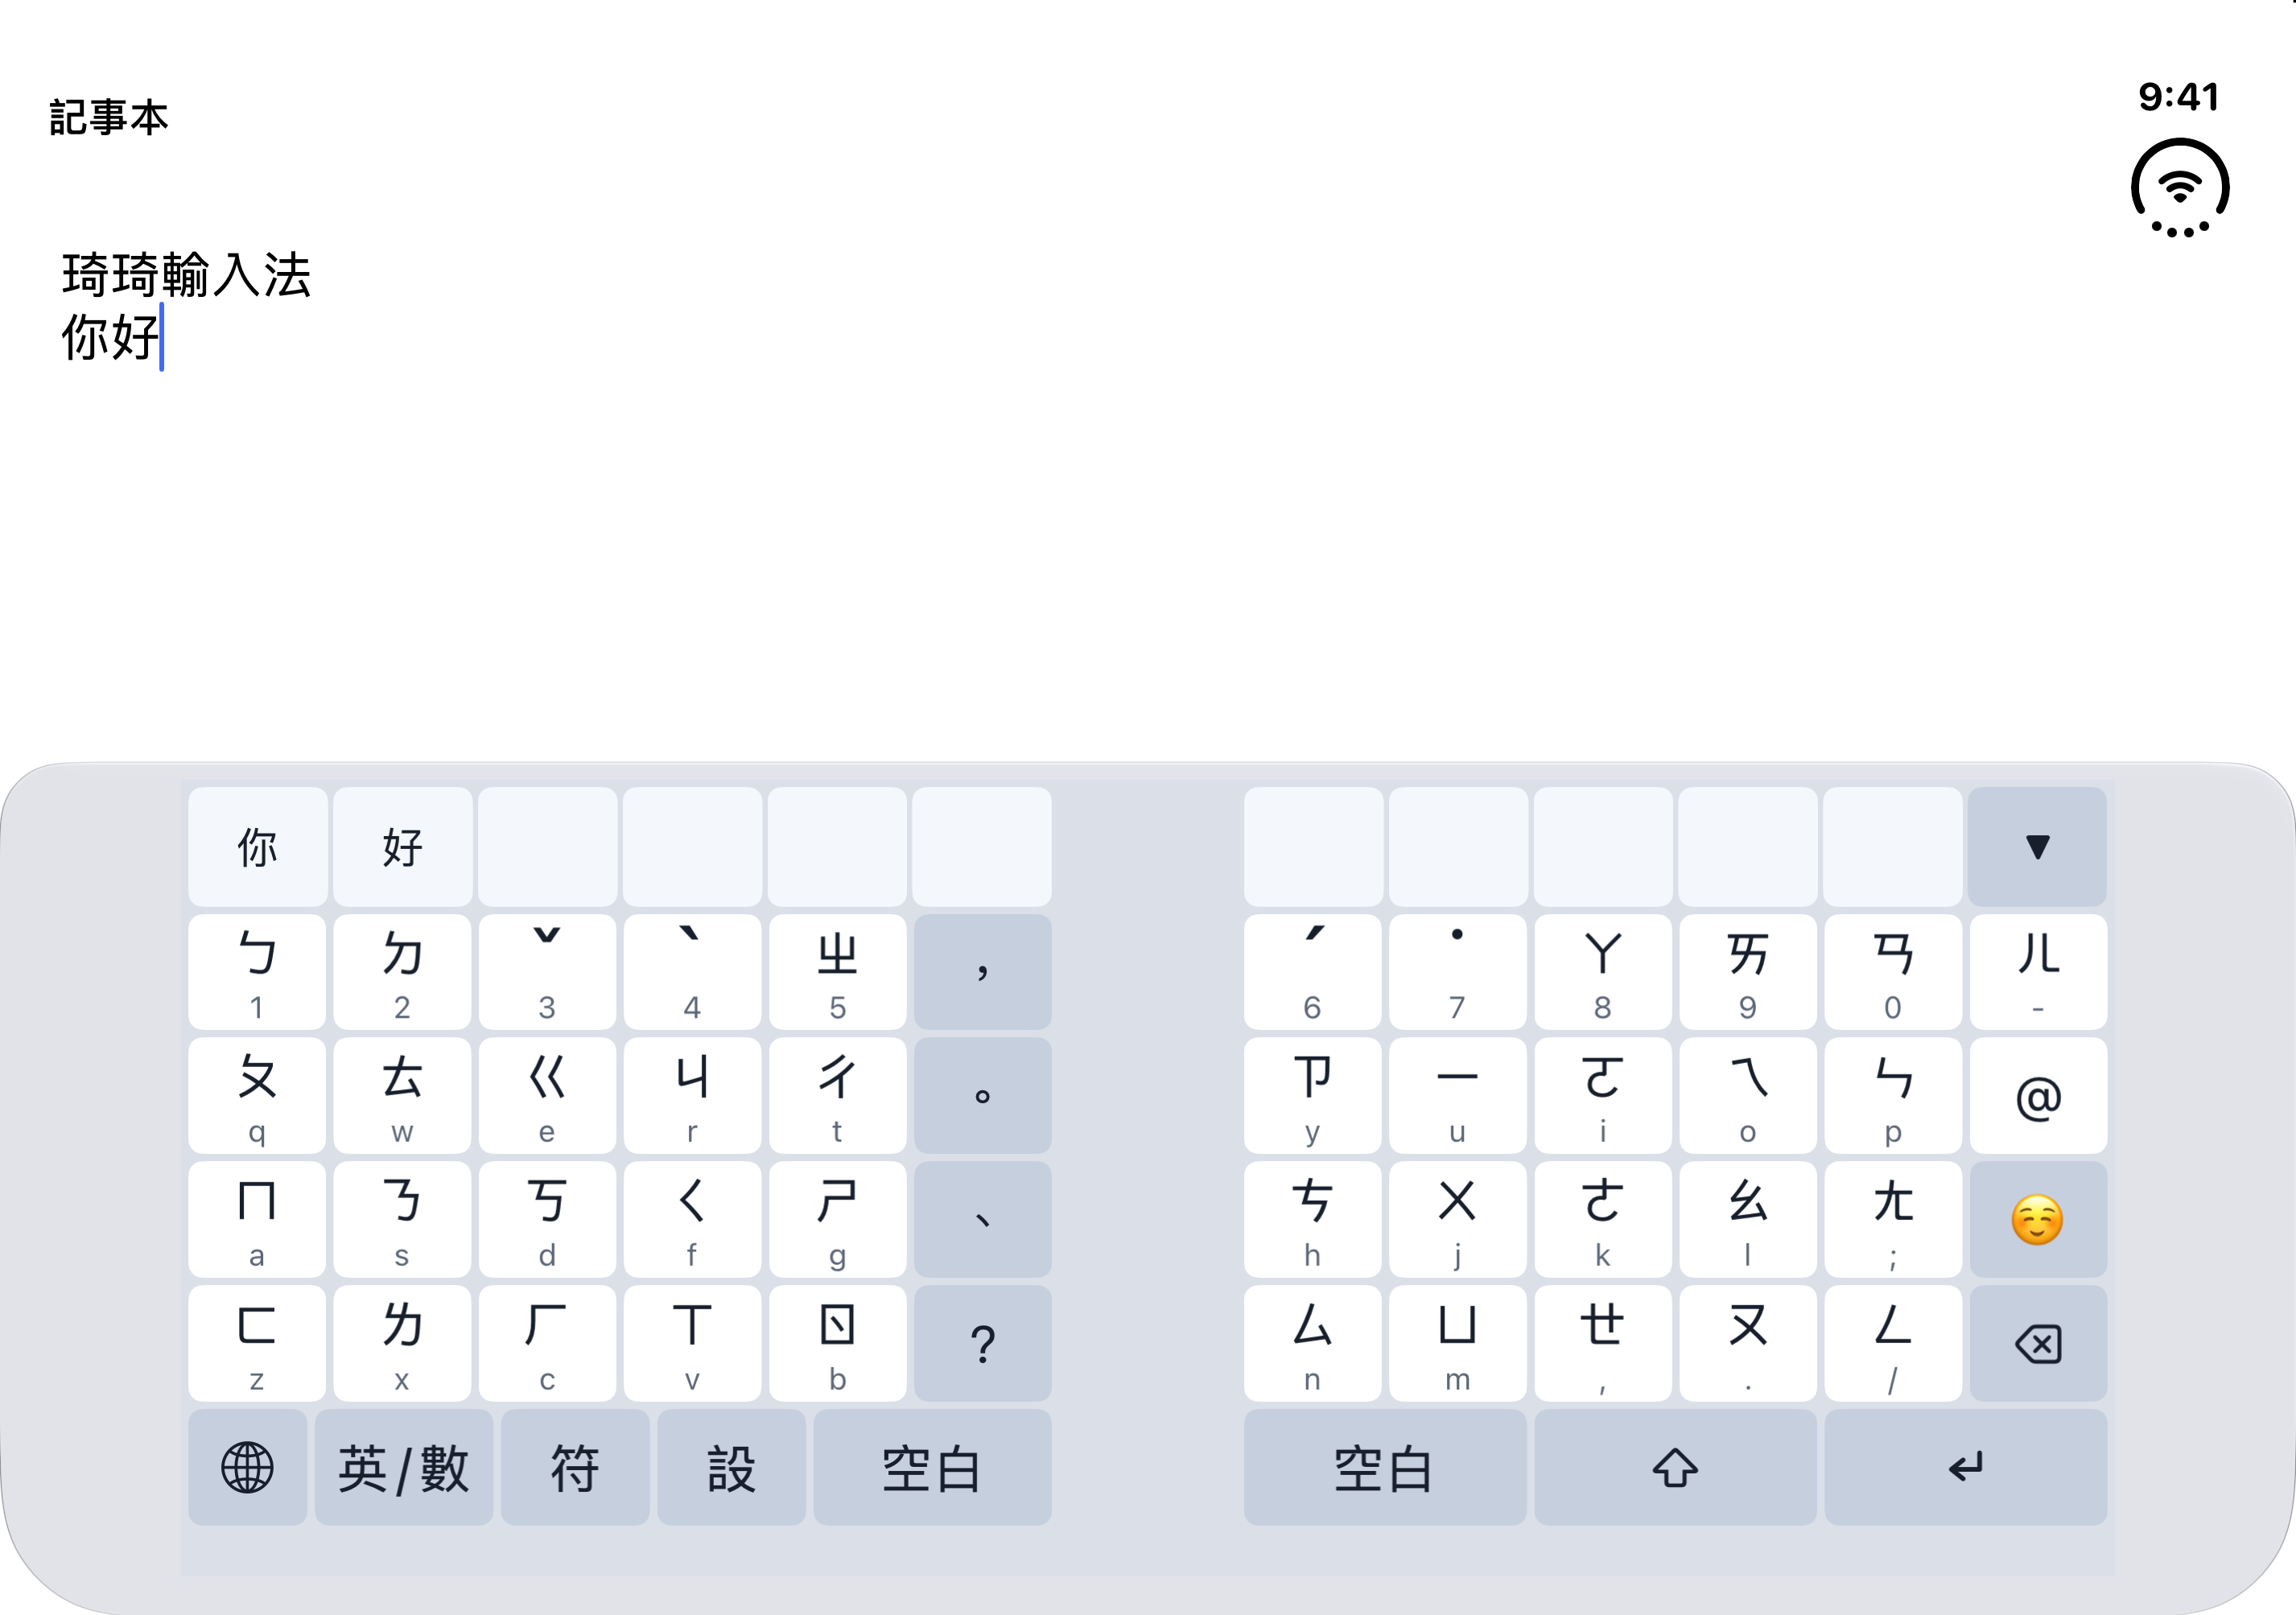 9:41
記事本
琦琦輸入法
你好
你 好 ▼
ㄅ 1 ㄉ 2 ˇ 3 ˋ 4 ㄓ 5 ， ˊ 6 ˙ 7 ㄚ 8 ㄞ 9 ㄢ 0 ㄦ -
ㄆ q ㄊ w ㄍ e ㄐ r ㄔ t 。 ㄗ y ㄧ u ㄛ i ㄟ o ㄣ p @
ㄇ a ㄋ s ㄎ d ㄑ f ㄕ g 、 ㄘ h ㄨ j ㄜ k ㄠ l ㄤ ; ☺️
ㄈ z ㄌ x ㄏ c ㄒ v ㄖ b ？ ㄙ n ㄩ m ㄝ , ㄡ . ㄥ /
英/數 符 設 空白 空白